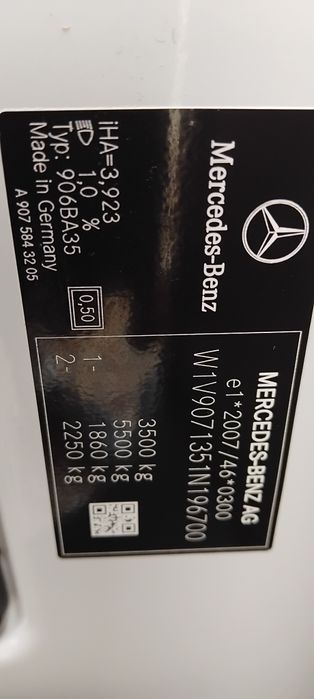 Mercedes-Benz
iHA=3,923
1,0 %
Typ: 906BA35
Made in Germany
A 907 584 32 05
0,50
MERCEDES-BENZ AG
e1*2007/46*0300
W1V9071351N196700
3500 kg
5500 kg
1- 1860 kg
2- 2250 kg